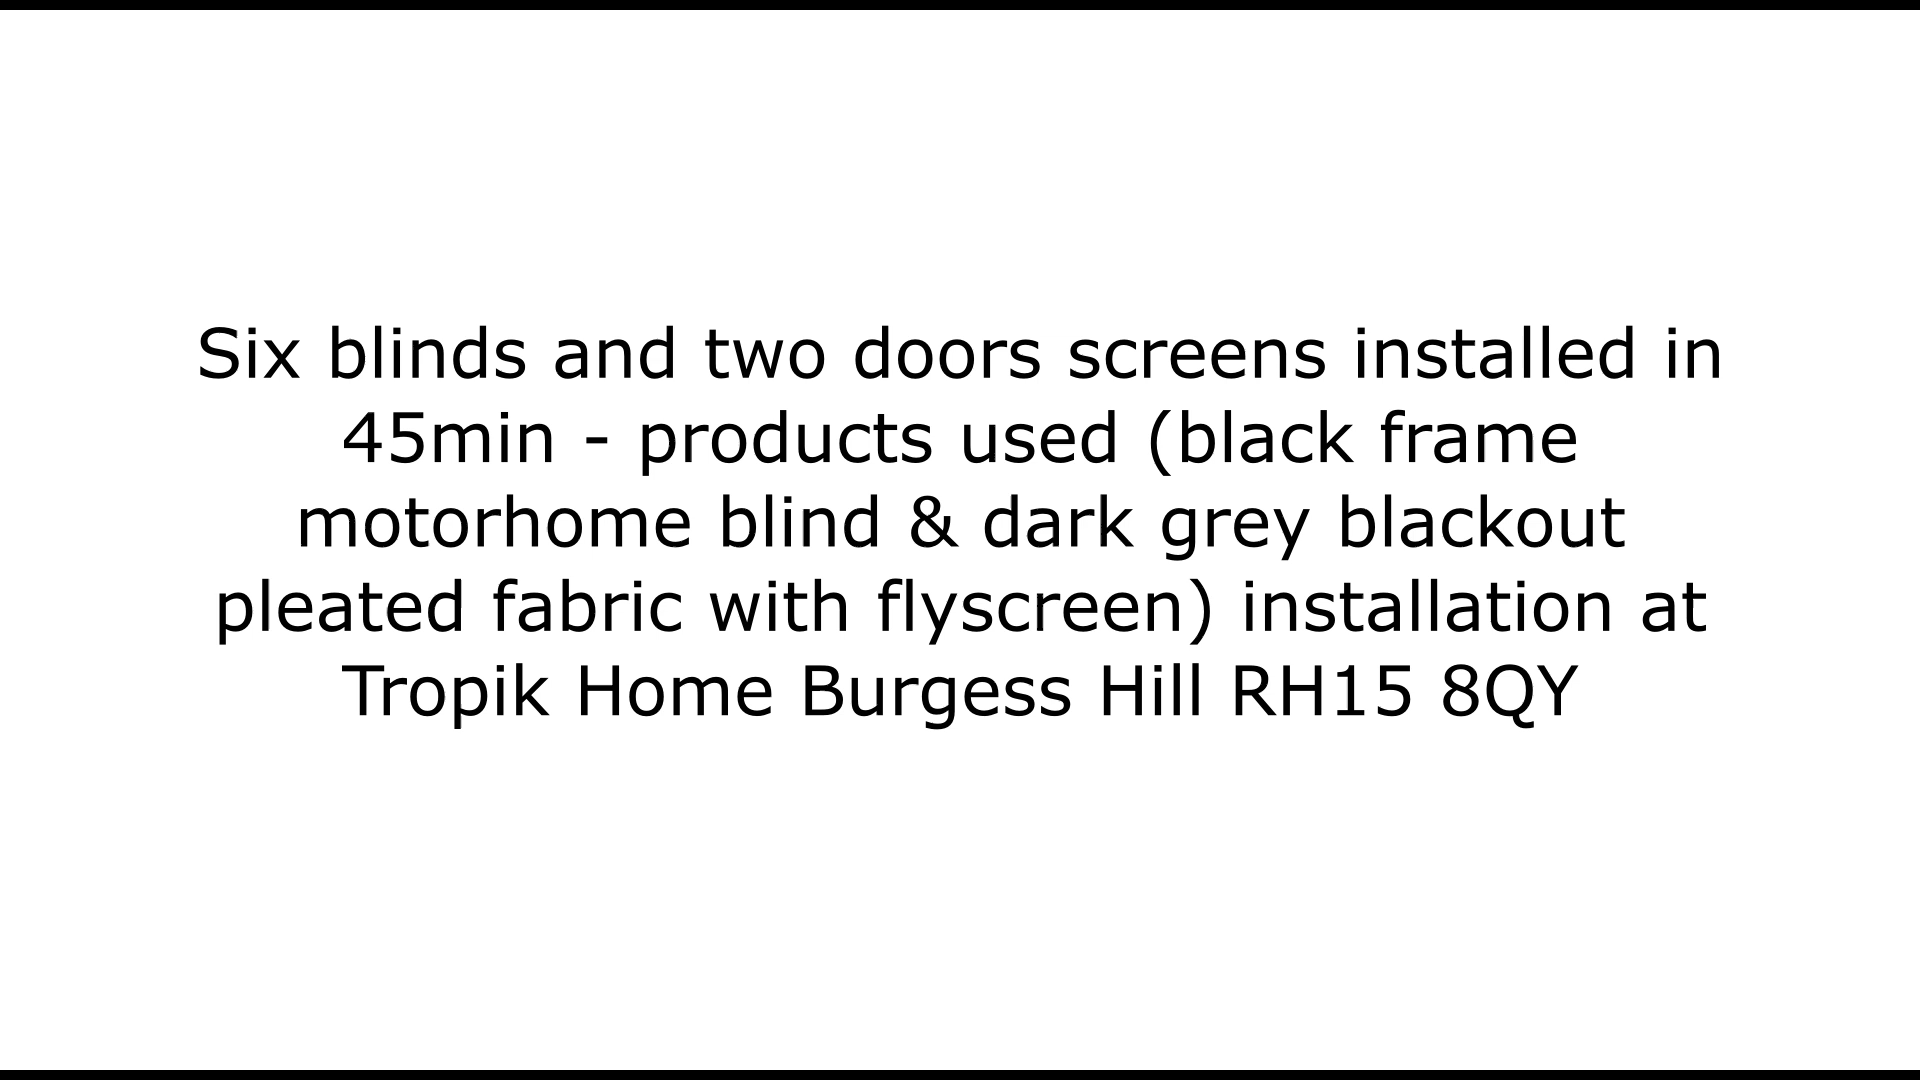 Six blinds and two doors screens installed in
45min - products used (black frame
motorhome blind & dark grey blackout
pleated fabric with flyscreen) installation at
Tropik Home Burgess Hill RH15 8QY